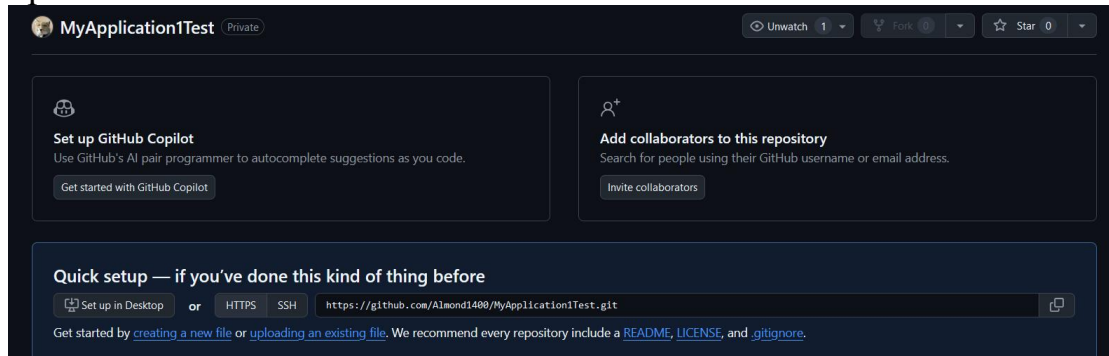 MyApplication1Test Private
Unwatch 1 Fork 0 Star 0
Set up GitHub Copilot
Use GitHub's AI pair programmer to autocomplete suggestions as you code.
Get started with GitHub Copilot
Add collaborators to this repository
Search for people using their GitHub username or email address.
Invite collaborators
Quick setup — if you've done this kind of thing before
Set up in Desktop or HTTPS SSH https://github.com/Almond1400/MyApplication1Test.git
Get started by creating a new file or uploading an existing file. We recommend every repository include a README, LICENSE, and .gitignore.